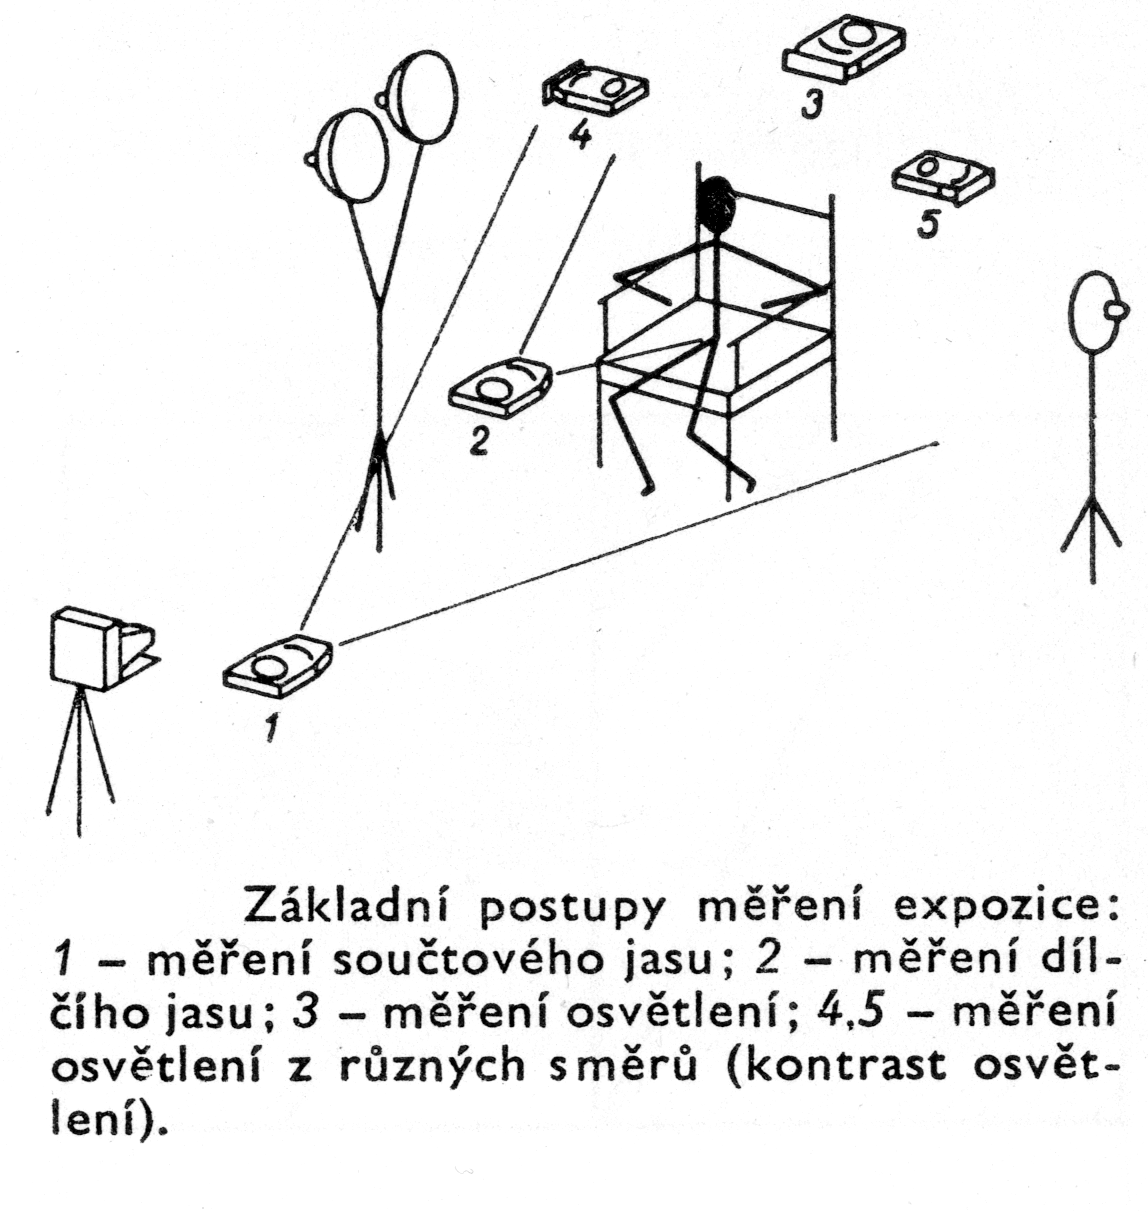 4
3
5
2
1
Základní postupy měření expozice:
1 – měření součtového jasu; 2 – měření díl-
čího jasu; 3 – měření osvětlení; 4,5 – měření
osvětlení z různých směrů (kontrast osvět-
lení).